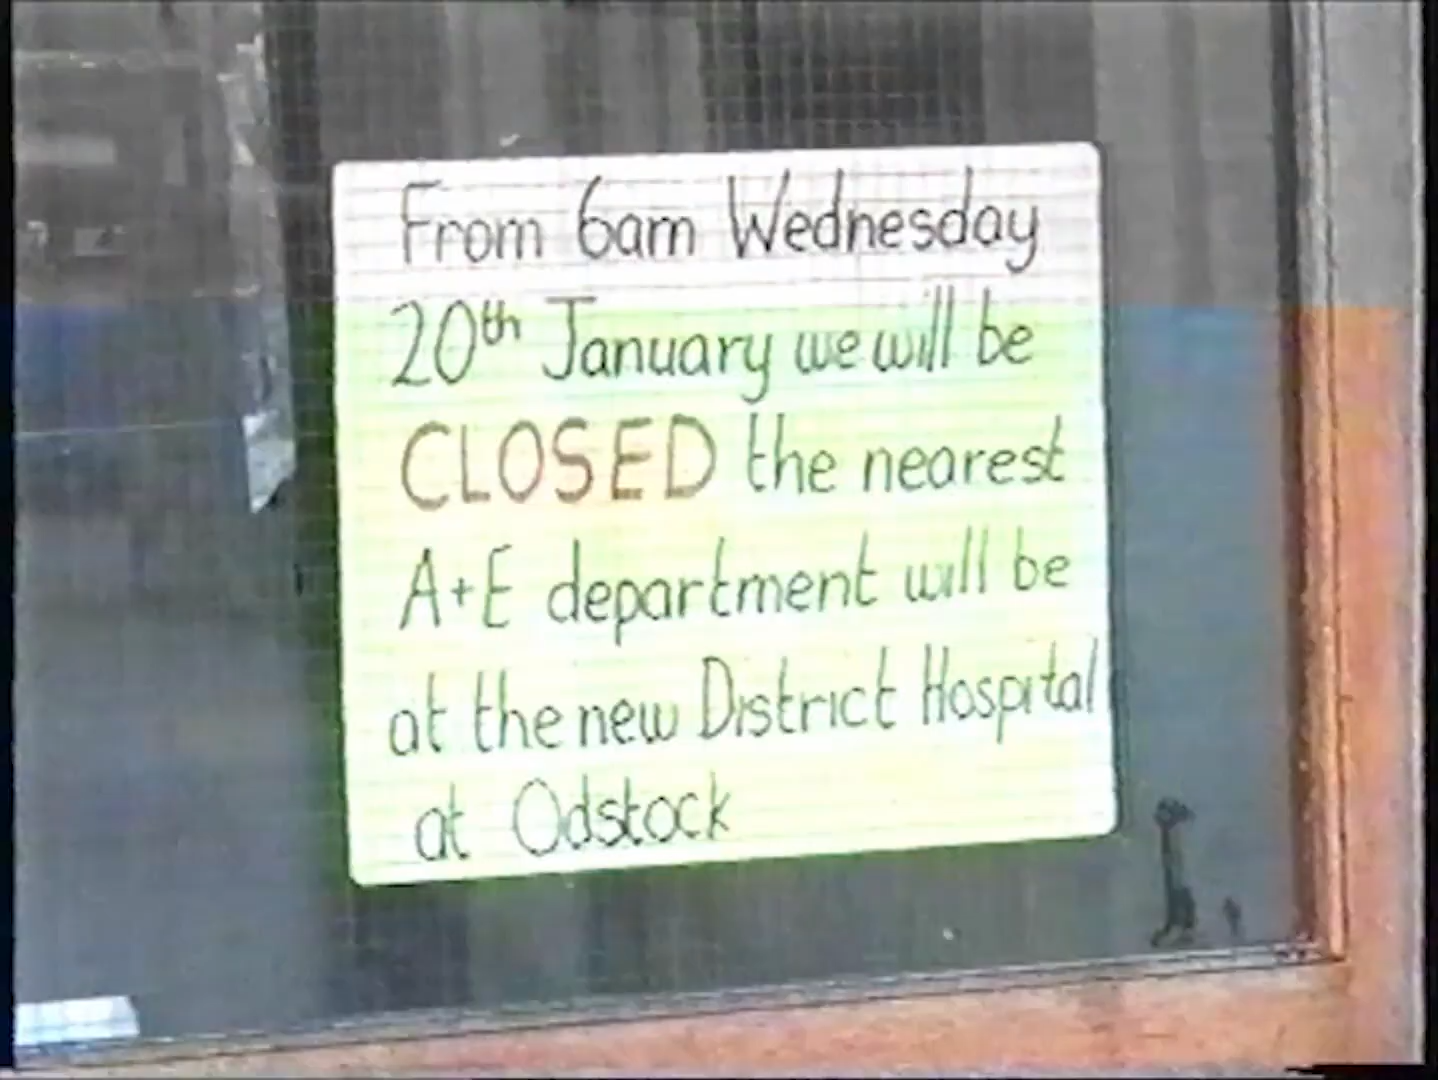 From 6am Wednesday
20th January we will be
CLOSED the nearest
A+E department will be
at the new District Hospital
at Odstock